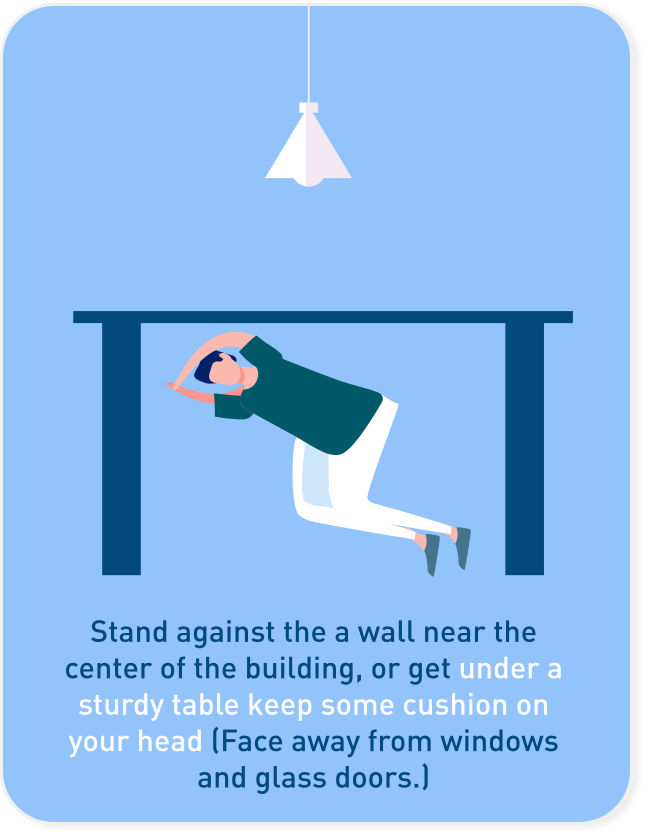 Stand against the a wall near the
center of the building, or get under a
sturdy table keep some cushion on
your head (Face away from windows
and glass doors.)